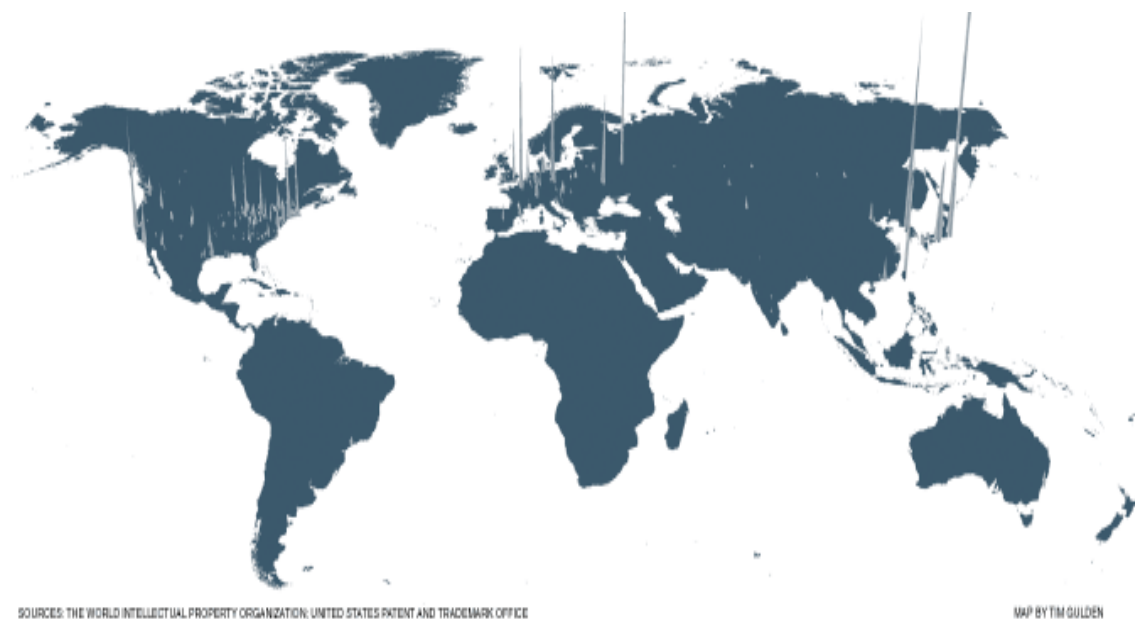 SOURCES: THE WORLD INTELLECTUAL PROPERTY ORGANIZATION; UNITED STATES PATENT AND TRADEMARK OFFICE
MAP BY TIM GULDEN